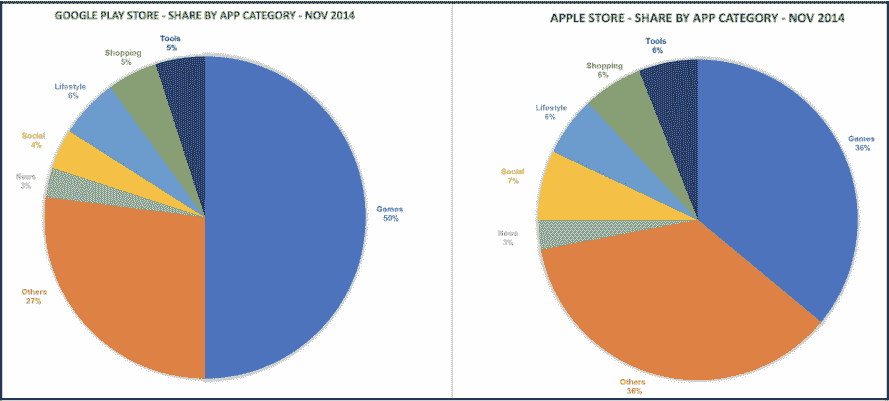 GOOGLE PLAY STORE - SHARE BY APP CATEGORY - NOV 2014
Tools
5%
Shopping
5%
Lifestyle
6%
Social
4%
News
3%
Games
50%
Others
27%
APPLE STORE - SHARE BY APP CATEGORY - NOV 2014
Tools
6%
Shopping
6%
Lifestyle
6%
Social
7%
News
3%
Games
36%
Others
36%